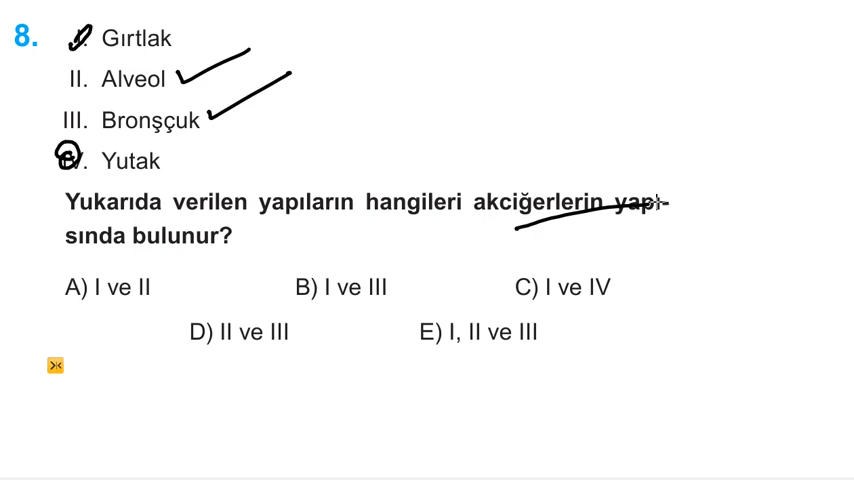 8. I. Gırtlak
II. Alveol
III. Bronşçuk
IV. Yutak
Yukarıda verilen yapıların hangileri akciğerlerin yapı-
sında bulunur?
A) I ve II B) I ve III C) I ve IV
D) II ve III E) I, II ve III